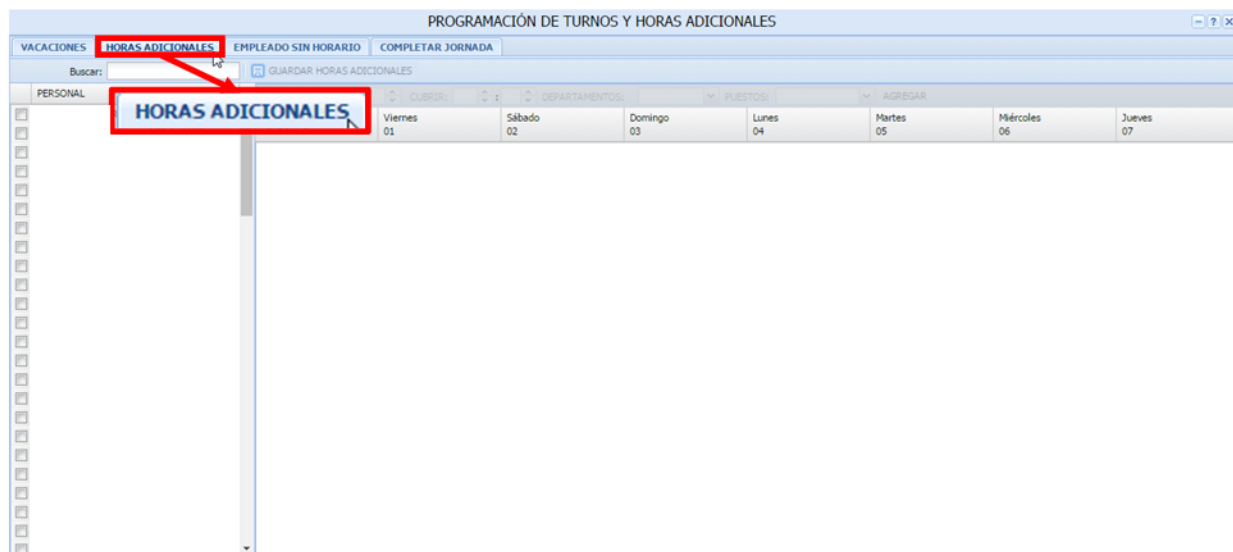 PROGRAMACIÓN DE TURNOS Y HORAS ADICIONALES
VACACIONES HORAS ADICIONALES EMPLEADO SIN HORARIO COMPLETAR JORNADA
Buscar: GUARDAR HORAS ADICIONALES
PERSONAL CUBRIR: : DEPARTAMENTOS: PUESTOS: AGREGAR
HORAS ADICIONALES
Viernes Sábado Domingo Lunes Martes Miércoles Jueves
01 02 03 04 05 06 07